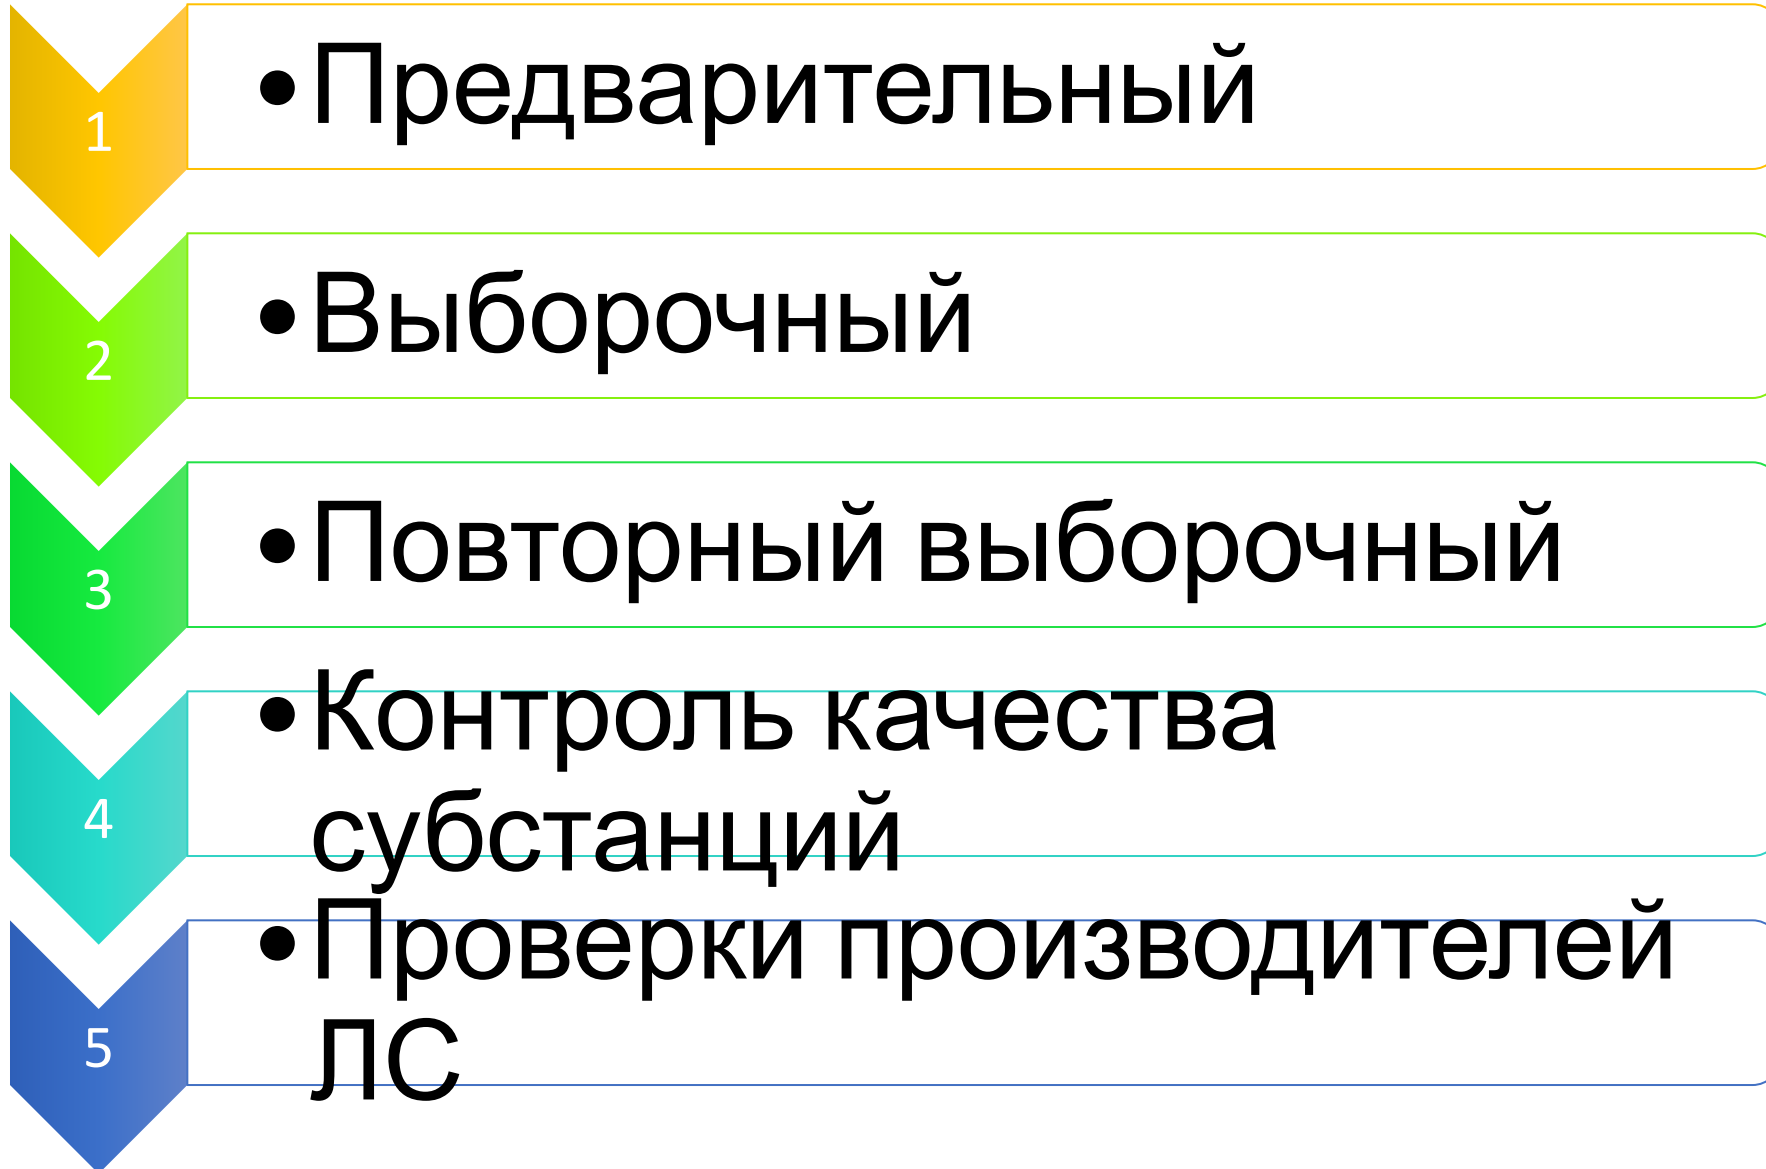 1
•Предварительный
2
•Выборочный
3
•Повторный выборочный
4
•Контроль качества
субстанций
5
•Проверки производителей
ЛС